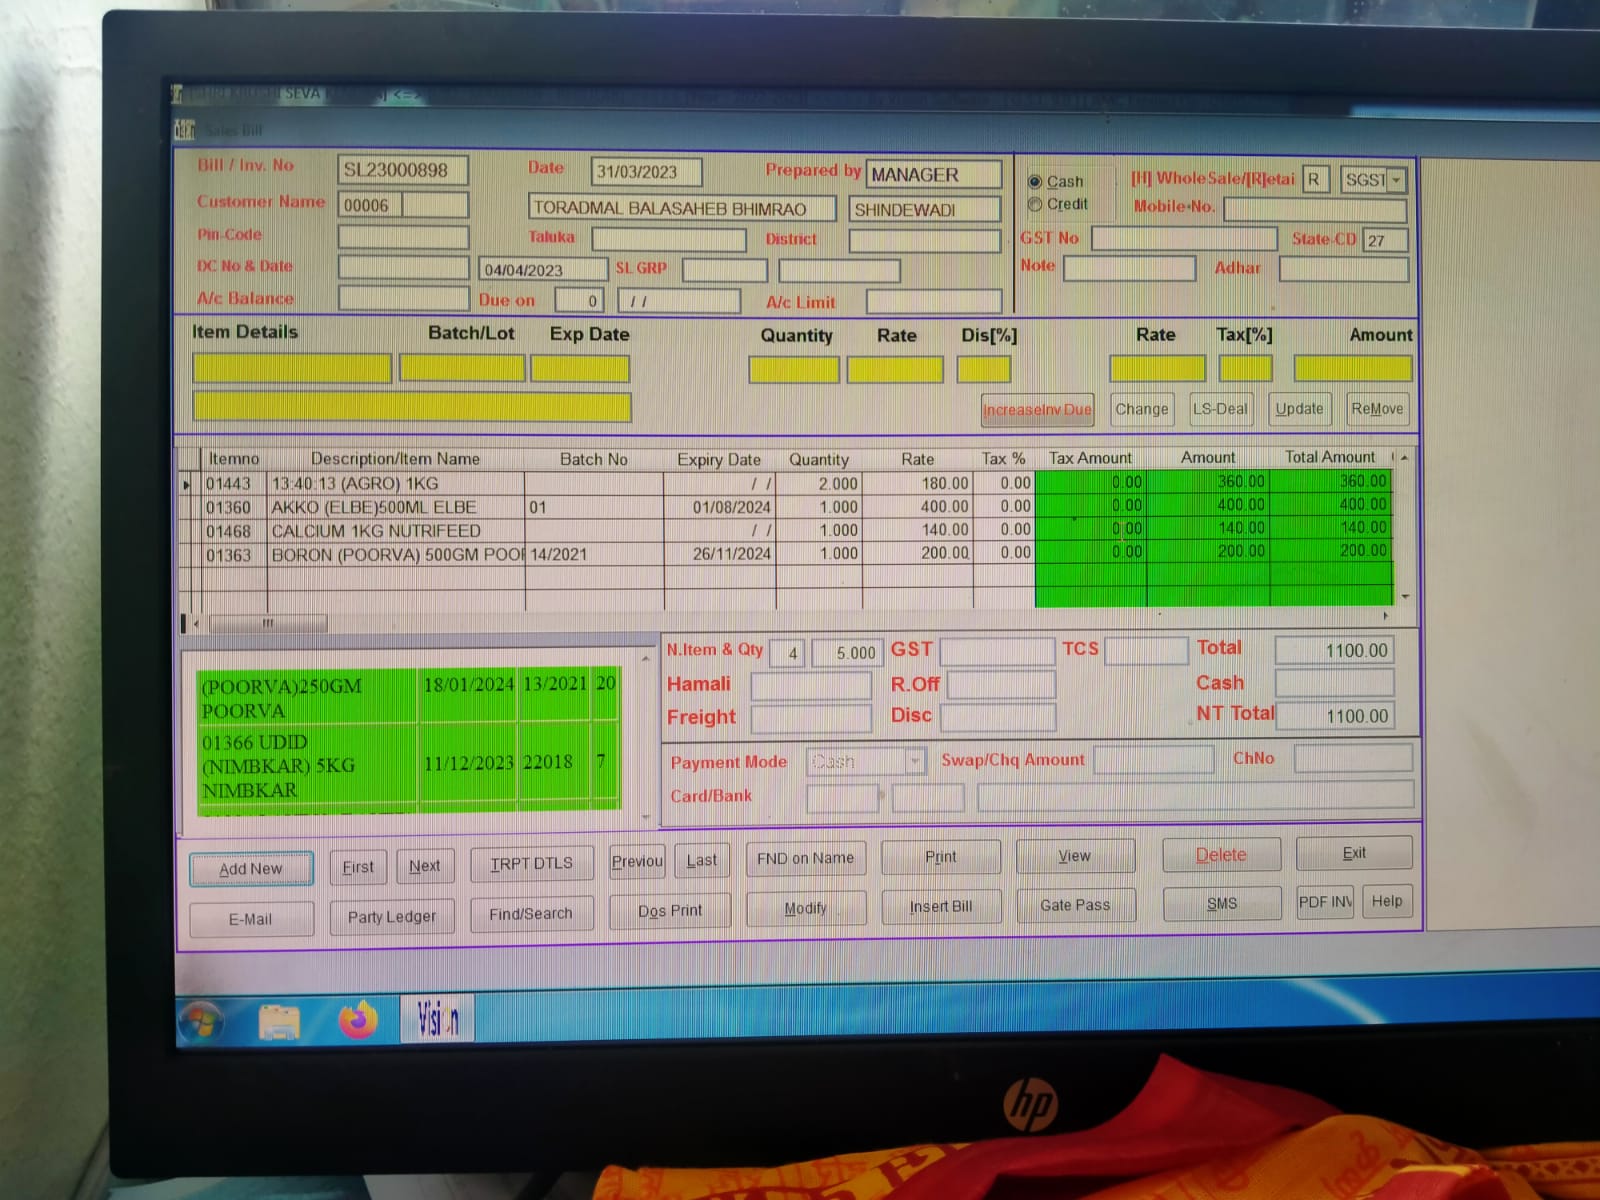 SEVA
Sales Bill
Bill / Inv. No SL23000898 Date 31/03/2023 Prepared by MANAGER Cash [H] WholeSale/[R]etai R SGST
Customer Name 00006 TORADMAL BALASAHEB BHIMRAO SHINDEWADI Credit Mobile No.
Pin-Code Taluka District GST No State-CD 27
DC No & Date 04/04/2023 SL GRP Note Adhar
A/c Balance Due on 0 / / A/c Limit
Item Details Batch/Lot Exp Date Quantity Rate Dis[%] Rate Tax[%] Amount
IncreaseInv Due Change LS-Deal Update ReMove
Itemno Description/Item Name Batch No Expiry Date Quantity Rate Tax % Tax Amount Amount Total Amount
01443 13:40:13 (AGRO) 1KG / / 2.000 180.00 0.00 0.00 360.00 360.00
01360 AKKO (ELBE)500ML ELBE 01 01/08/2024 1.000 400.00 0.00 0.00 400.00 400.00
01468 CALCIUM 1KG NUTRIFEED / / 1.000 140.00 0.00 0.00 140.00 140.00
01363 BORON (POORVA) 500GM POOI 14/2021 26/11/2024 1.000 200.00 0.00 0.00 200.00 200.00
(POORVA)250GM POORVA 18/01/2024 13/2021 20
01366 UDID (NIMBKAR) 5KG NIMBKAR 11/12/2023 22018 7
N.Item & Qty 4 5.000 GST TCS Total 1100.00
Hamali R.Off Cash
Freight Disc NT Total 1100.00
Payment Mode Cash Swap/Chq Amount ChNo
Card/Bank
Add New First Next TRPT DTLS Previou Last FND on Name Print View Delete Exit
E-Mail Party Ledger Find/Search Dos Print Modify Insert Bill Gate Pass SMS PDF INV Help
Vision
hp